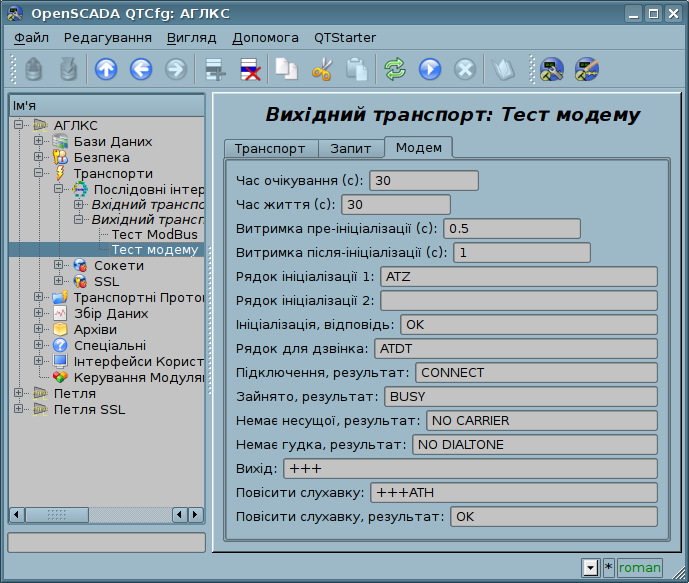 OpenSCADA QTCfg: АГЛКС
Файл Редагування Вигляд Допомога QTStarter
Ім'я
АГЛКС
Бази Даних
Безпека
Транспорти
Послідовні інтер
Вхідний транспо
Вихідний трансп
Тест ModBus
Тест модему
Сокети
SSL
Транспортні Прото
Збір Даних
Архіви
Спеціальні
Інтерфейси Корист
Керування Модуля
Петля
Петля SSL
Вихідний транспорт: Тест модему
Транспорт Запит Модем
Час очікування (с): 30
Час життя (с): 30
Витримка пре-ініціалізації (с): 0.5
Витримка після-ініціалізації (с): 1
Рядок ініціалізації 1: ATZ
Рядок ініціалізації 2:
Ініціалізація, відповідь: OK
Рядок для дзвінка: ATDT
Підключення, результат: CONNECT
Зайнято, результат: BUSY
Немає несущої, результат: NO CARRIER
Немає гудка, результат: NO DIALTONE
Вихід: +++
Повісити слухавку: +++ATH
Повісити слухавку, результат: OK
* roman